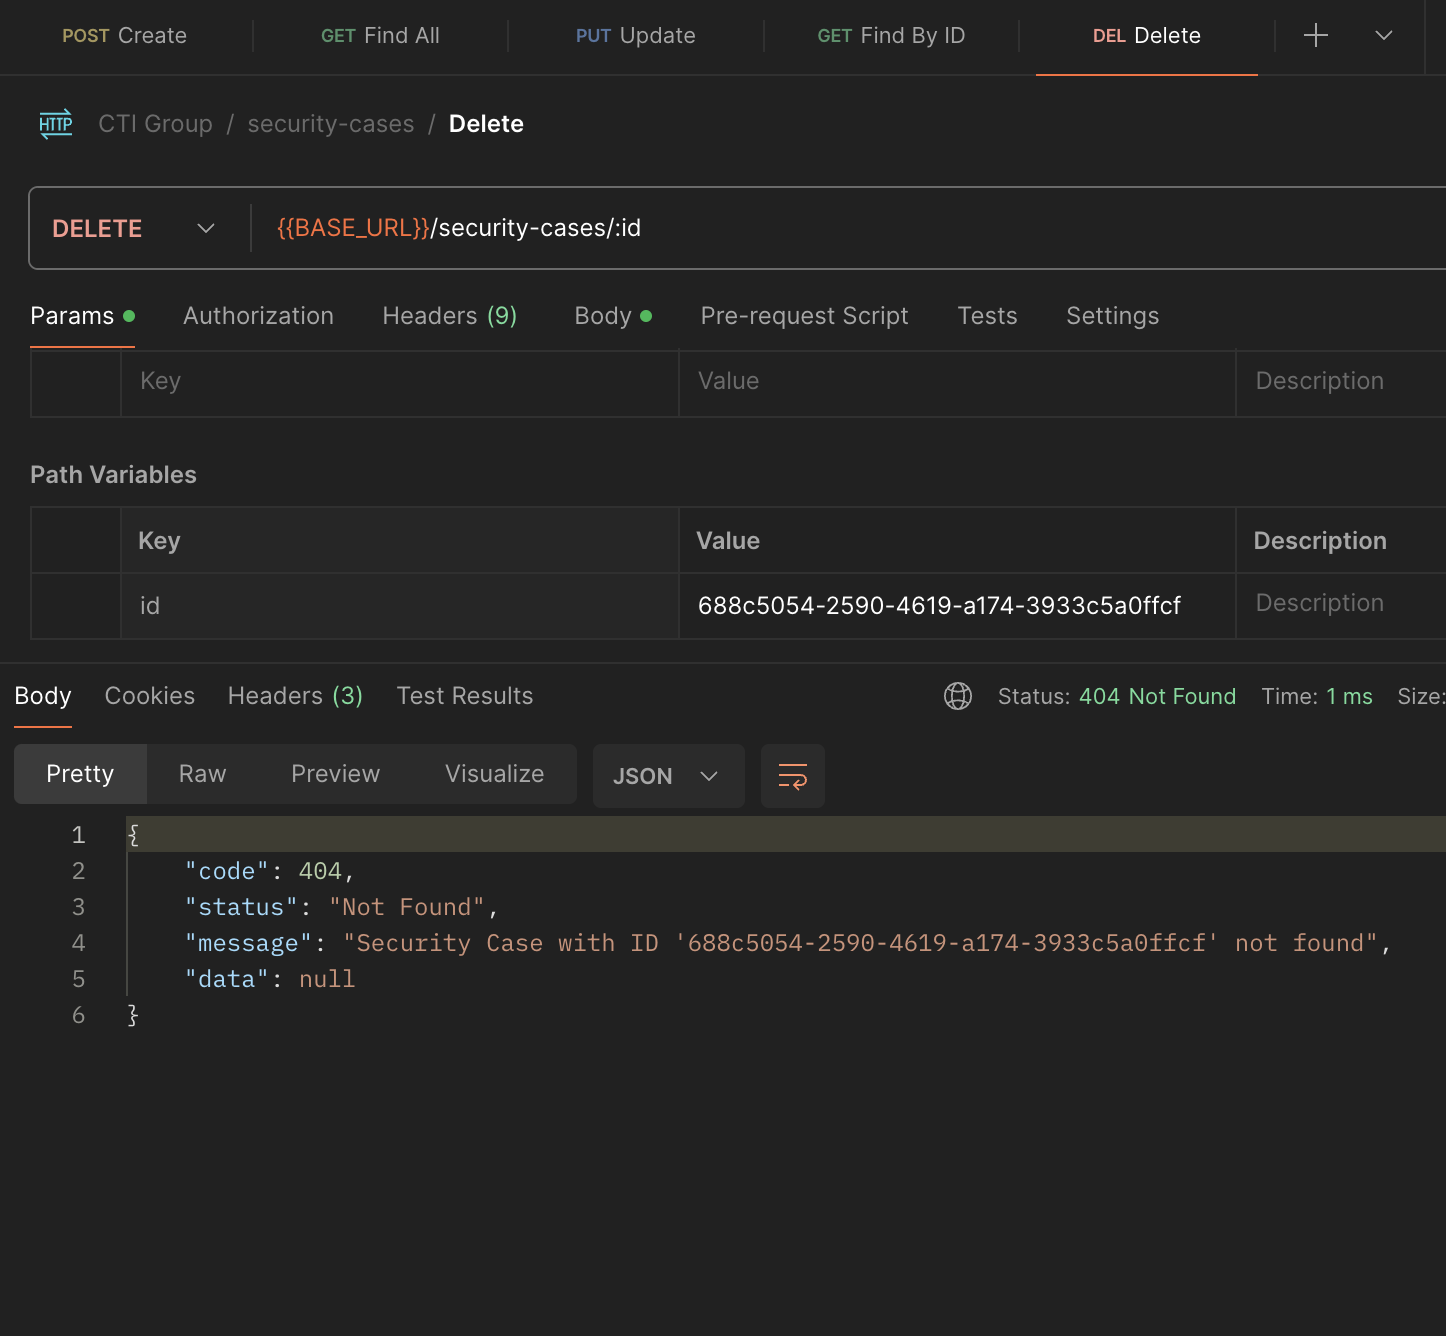 POST Create GET Find All PUT Update GET Find By ID DEL Delete
HTTP CTI Group / security-cases / Delete
DELETE {{BASE_URL}}/security-cases/:id
Params Authorization Headers (9) Body Pre-request Script Tests Settings
Key Value Description
Path Variables
Key Value Description
id 688c5054-2590-4619-a174-3933c5a0ffcf Description
Body Cookies Headers (3) Test Results Status: 404 Not Found Time: 1 ms Size:
Pretty Raw Preview Visualize JSON
1 {
2 "code": 404,
3 "status": "Not Found",
4 "message": "Security Case with ID '688c5054-2590-4619-a174-3933c5a0ffcf' not found",
5 "data": null
6 }